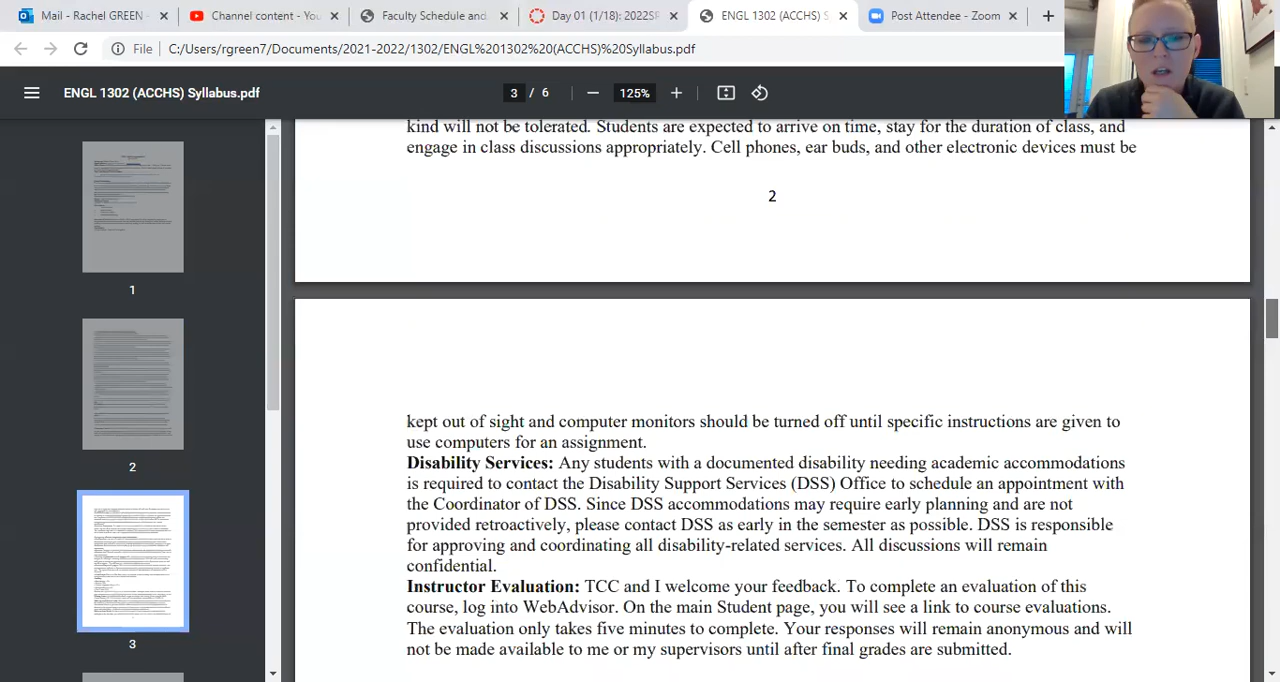 Mail - Rachel GREEN -
Channel content - You
Faculty Schedule and
Day 01 (1/18): 2022SP
ENGL 1302 (ACCHS) S
Post Attendee - Zoom
File
C:/Users/rgreen7/Documents/2021-2022/1302/ENGL%201302%20(ACCHS)%20Syllabus.pdf
ENGL 1302 (ACCHS) Syllabus.pdf
3 / 6
125%
kind will not be tolerated. Students are expected to arrive on time, stay for the duration of class, and
engage in class discussions appropriately. Cell phones, ear buds, and other electronic devices must be
2
kept out of sight and computer monitors should be turned off until specific instructions are given to
use computers for an assignment.
Disability Services: Any students with a documented disability needing academic accommodations
is required to contact the Disability Support Services (DSS) Office to schedule an appointment with
the Coordinator of DSS. Since DSS accommodations may require early planning and are not
provided retroactively, please contact DSS as early in the semester as possible. DSS is responsible
for approving and coordinating all disability-related services. All discussions will remain
confidential.
Instructor Evaluation: TCC and I welcome your feedback. To complete an evaluation of this
course, log into WebAdvisor. On the main Student page, you will see a link to course evaluations.
The evaluation only takes five minutes to complete. Your responses will remain anonymous and will
not be made available to me or my supervisors until after final grades are submitted.
1
2
3